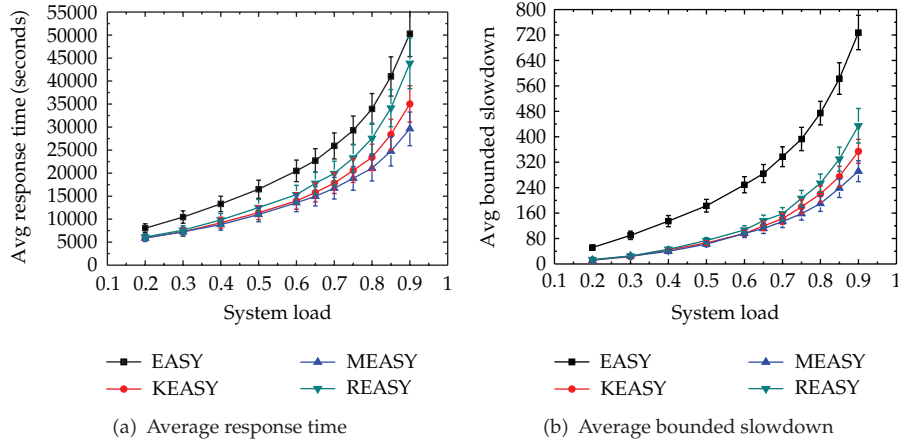 Avg response time (seconds)
55000
50000
45000
40000
35000
30000
25000
20000
15000
10000
5000
0
0.1 0.2 0.3 0.4 0.5 0.6 0.7 0.8 0.9 1
System load
EASY
KEASY
MEASY
REASY
(a) Average response time
Avg bounded slowdown
800
720
640
560
480
400
320
240
160
80
0
0.1 0.2 0.3 0.4 0.5 0.6 0.7 0.8 0.9 1
System load
EASY
KEASY
MEASY
REASY
(b) Average bounded slowdown